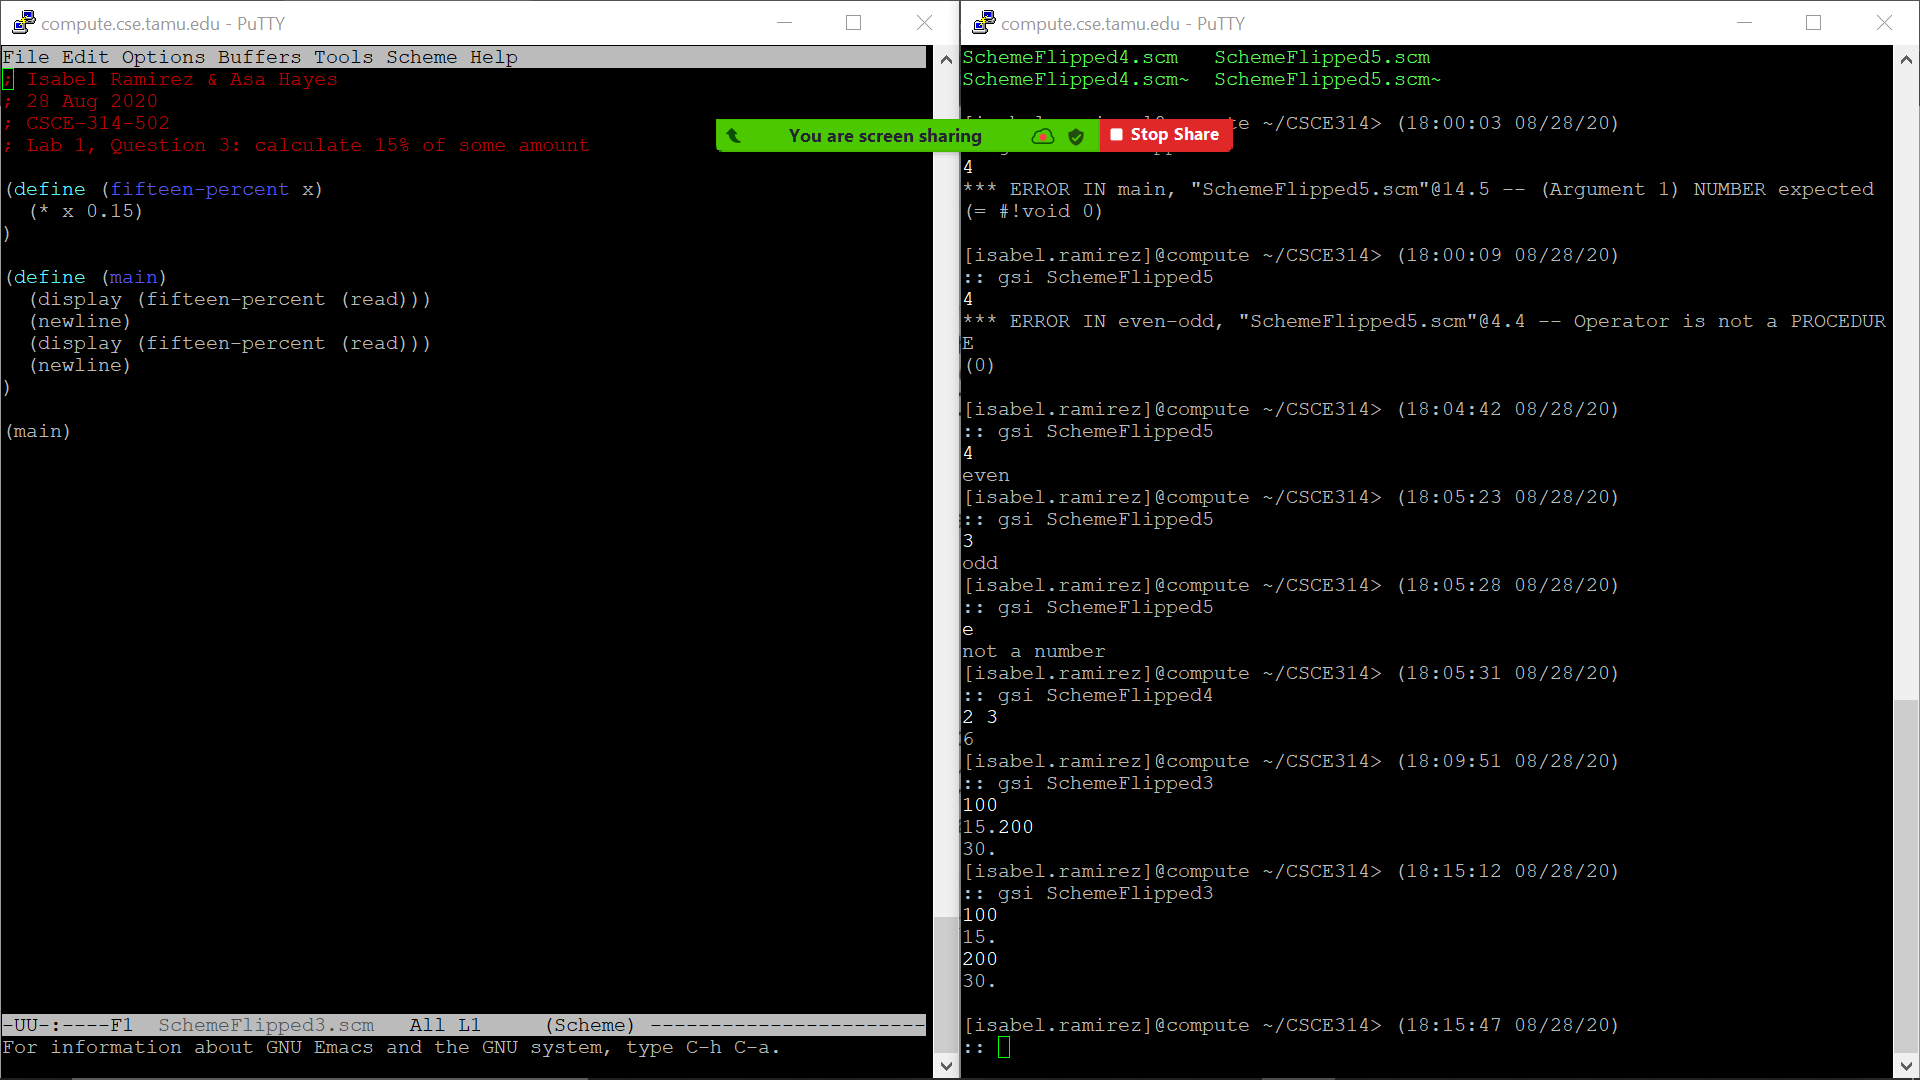 compute.cse.tamu.edu - PuTTY
File Edit Options Buffers Tools Scheme Help
; Isabel Ramirez & Asa Hayes
; 28 Aug 2020
; CSCE-314-502
; Lab 1, Question 3: calculate 15% of some amount
(define (fifteen-percent x)
(* x 0.15)
)
(define (main)
(display (fifteen-percent (read)))
(newline)
(display (fifteen-percent (read)))
(newline)
)
(main)
-UU-:----F1 SchemeFlipped3.scm All L1 (Scheme) -----------------------
For information about GNU Emacs and the GNU system, type C-h C-a.
You are screen sharing
Stop Share
compute.cse.tamu.edu - PuTTY
SchemeFlipped4.scm SchemeFlipped5.scm
SchemeFlipped4.scm~ SchemeFlipped5.scm~
~/CSCE314> (18:00:03 08/28/20)
4
*** ERROR IN main, "SchemeFlipped5.scm"@14.5 -- (Argument 1) NUMBER expected
(= #!void 0)
[isabel.ramirez]@compute ~/CSCE314> (18:00:09 08/28/20)
:: gsi SchemeFlipped5
4
*** ERROR IN even-odd, "SchemeFlipped5.scm"@4.4 -- Operator is not a PROCEDUR
E
(0)
[isabel.ramirez]@compute ~/CSCE314> (18:04:42 08/28/20)
:: gsi SchemeFlipped5
4
even
[isabel.ramirez]@compute ~/CSCE314> (18:05:23 08/28/20)
:: gsi SchemeFlipped5
3
odd
[isabel.ramirez]@compute ~/CSCE314> (18:05:28 08/28/20)
:: gsi SchemeFlipped5
e
not a number
[isabel.ramirez]@compute ~/CSCE314> (18:05:31 08/28/20)
:: gsi SchemeFlipped4
2 3
6
[isabel.ramirez]@compute ~/CSCE314> (18:09:51 08/28/20)
:: gsi SchemeFlipped3
100
15.200
30.
[isabel.ramirez]@compute ~/CSCE314> (18:15:12 08/28/20)
:: gsi SchemeFlipped3
100
15.
200
30.
[isabel.ramirez]@compute ~/CSCE314> (18:15:47 08/28/20)
::